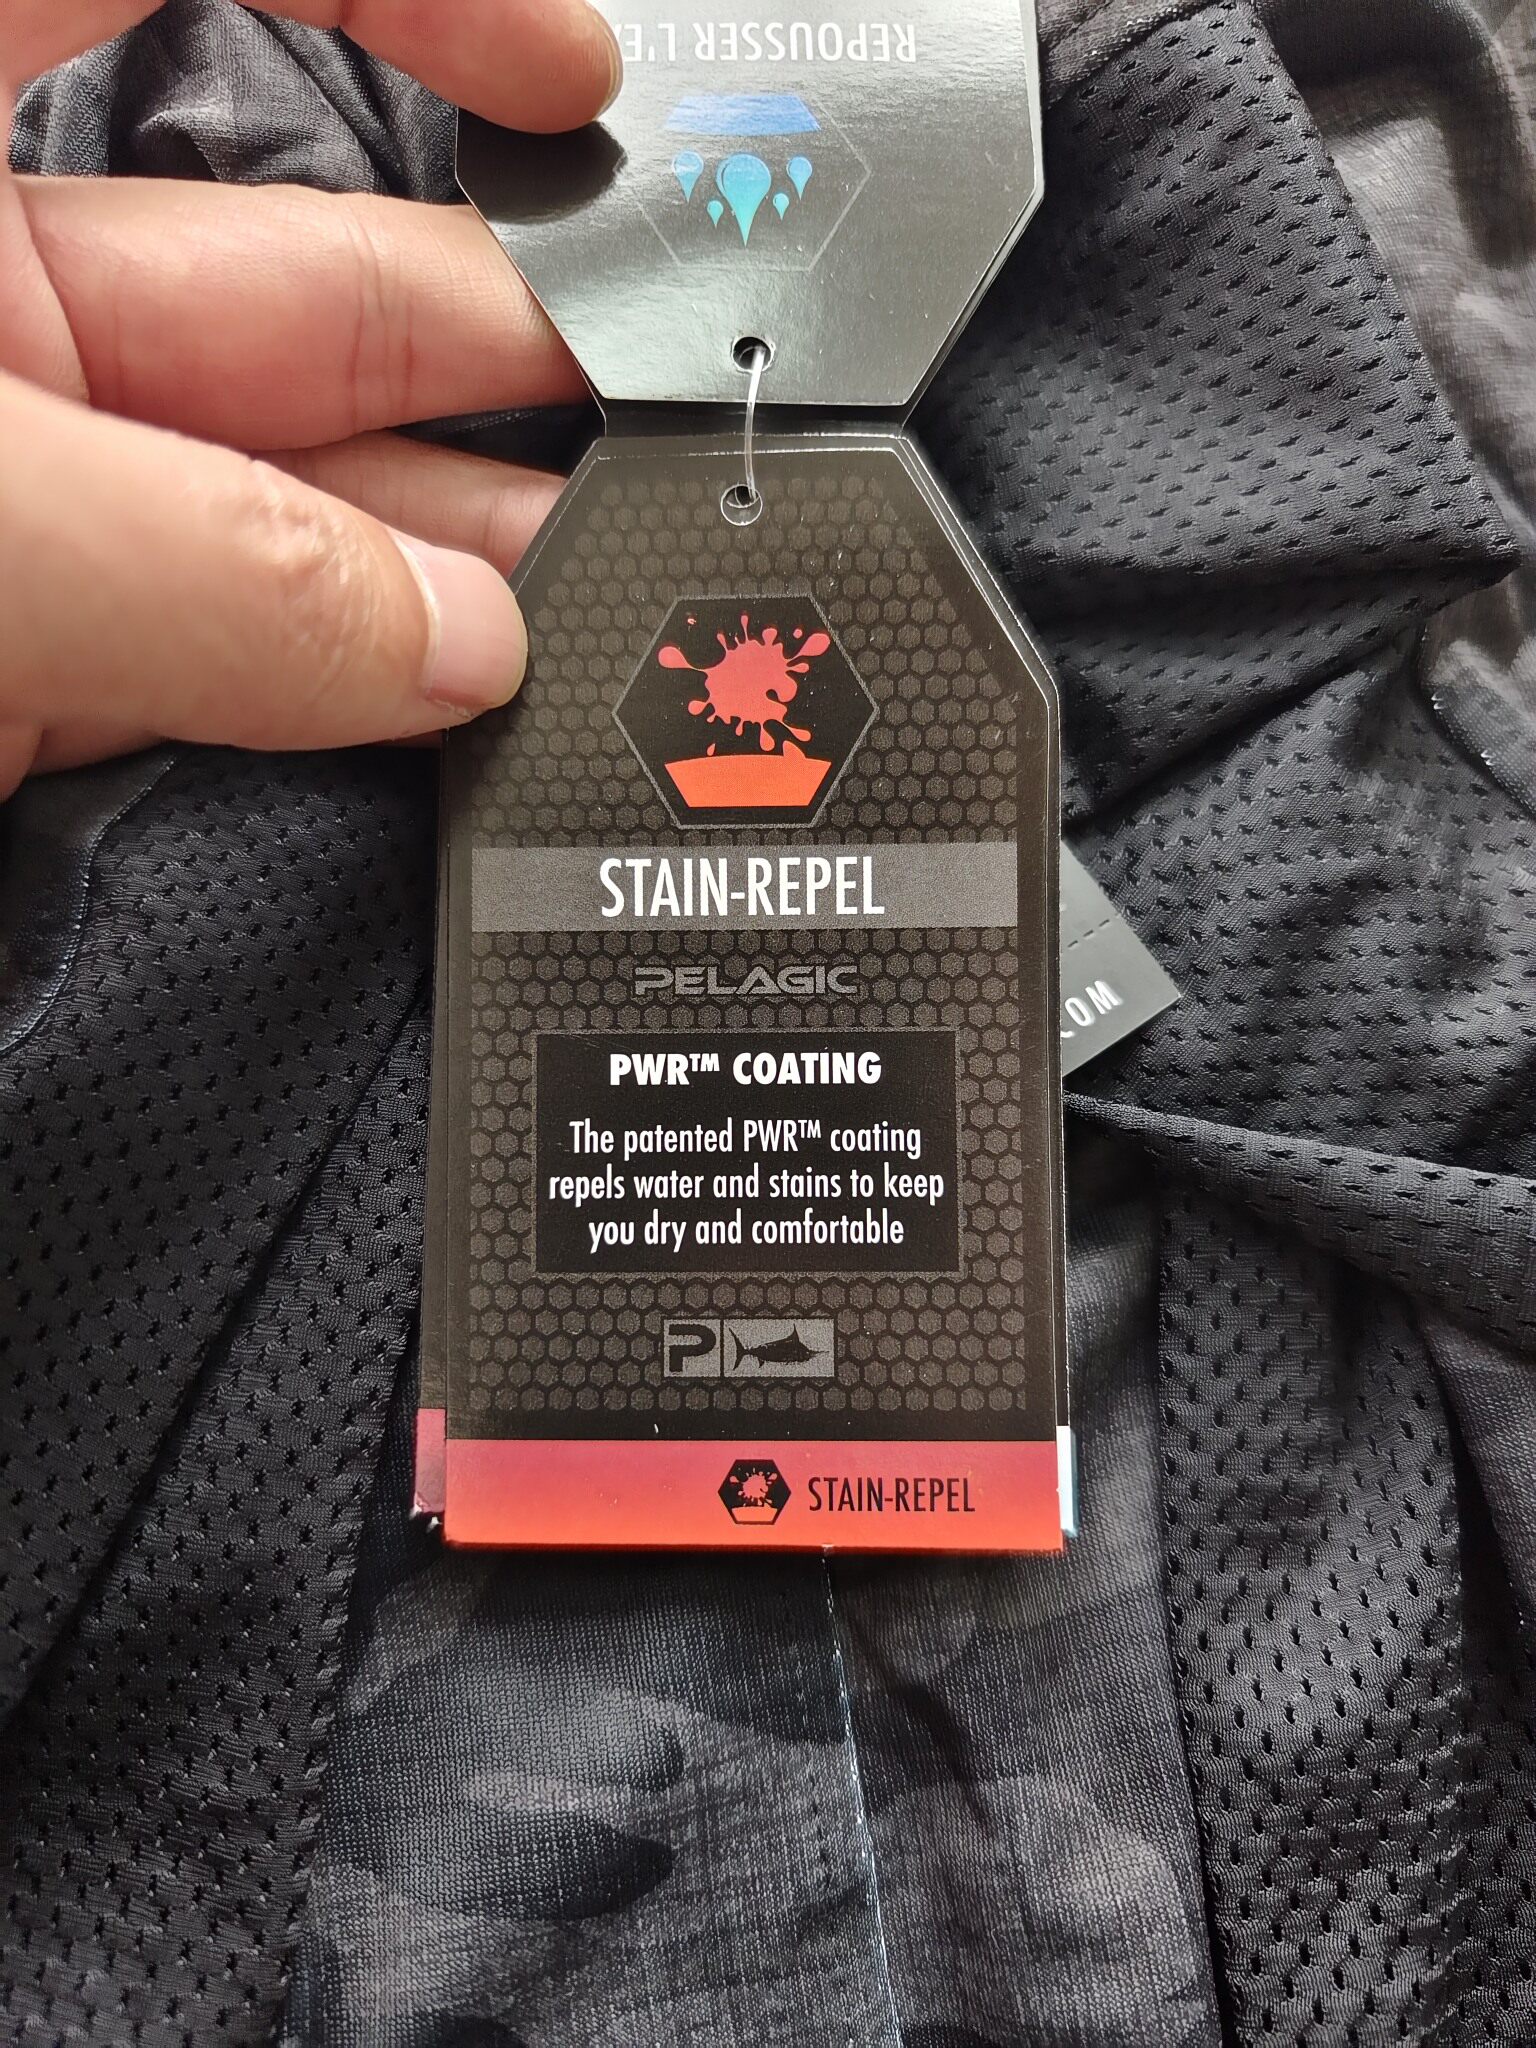 REPOUSSER
STAIN-REPEL
PELAGIC
PWR™ COATING
The patented PWR™ coating
repels water and stains to keep
you dry and comfortable
P
STAIN-REPEL